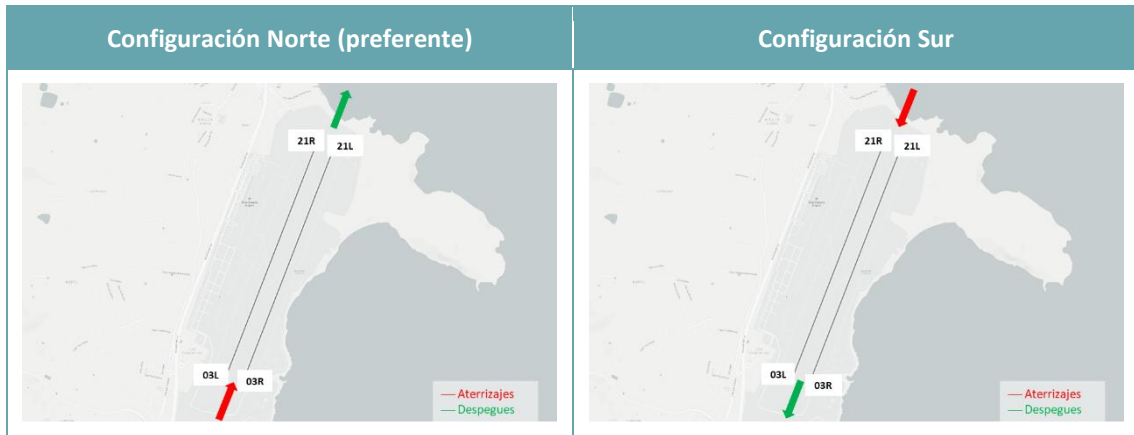 Configuración Norte (preferente)
Configuración Sur
21R
21L
03L
03R
Aterrizajes
Despegues
21R
21L
03L
03R
Aterrizajes
Despegues